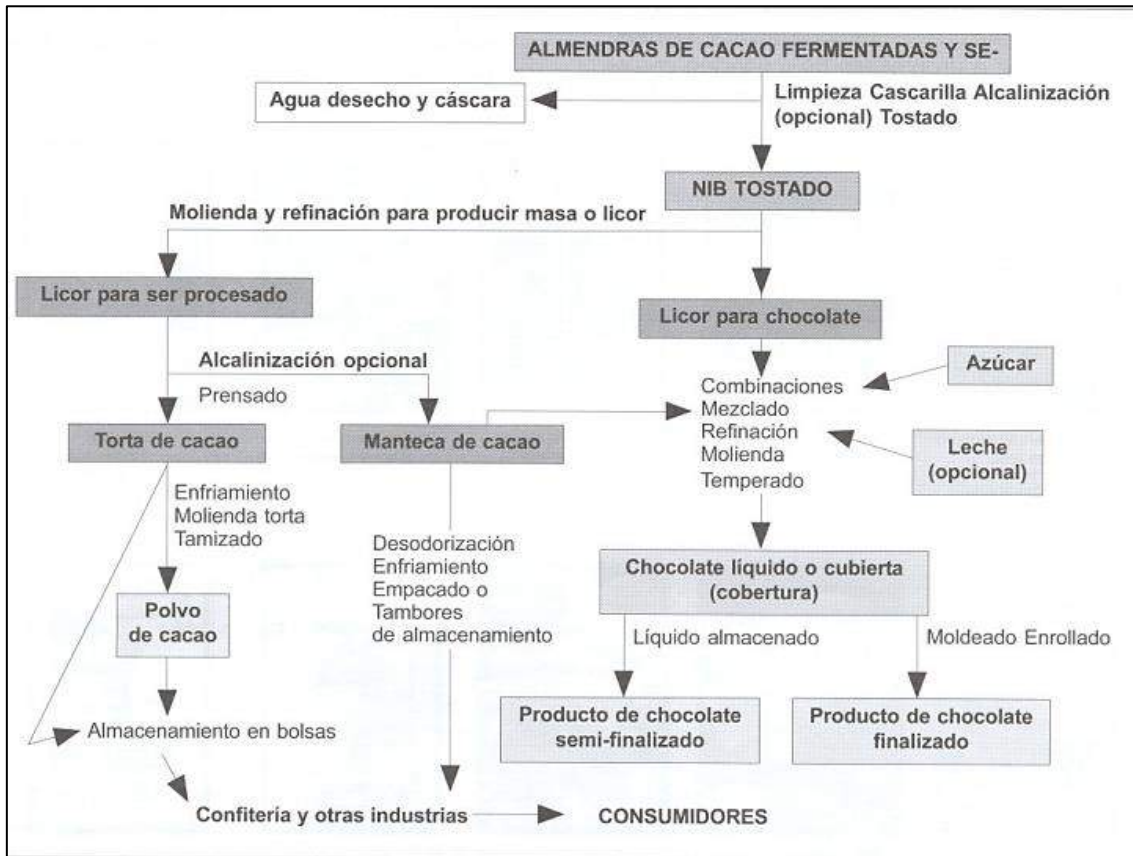 ALMENDRAS DE CACAO FERMENTADAS Y SE-
Agua desecho y cáscara
Limpieza Cascarilla Alcalinización
(opcional) Tostado
NIB TOSTADO
Molienda y refinación para producir masa o licor
Licor para ser procesado
Licor para chocolate
Alcalinización opcional
Prensado
Azúcar
Combinaciones
Mezclado
Refinación
Molienda
Temperado
Leche
(opcional)
Torta de cacao
Manteca de cacao
Enfriamiento
Molienda torta
Tamizado
Desodorización
Enfriamiento
Empacado o
Tambores
de almacenamiento
Chocolate líquido o cubierta
(cobertura)
Polvo
de cacao
Líquido almacenado
Moldeado Enrollado
Almacenamiento en bolsas
Producto de chocolate
semi-finalizado
Producto de chocolate
finalizado
Confitería y otras industrias
CONSUMIDORES